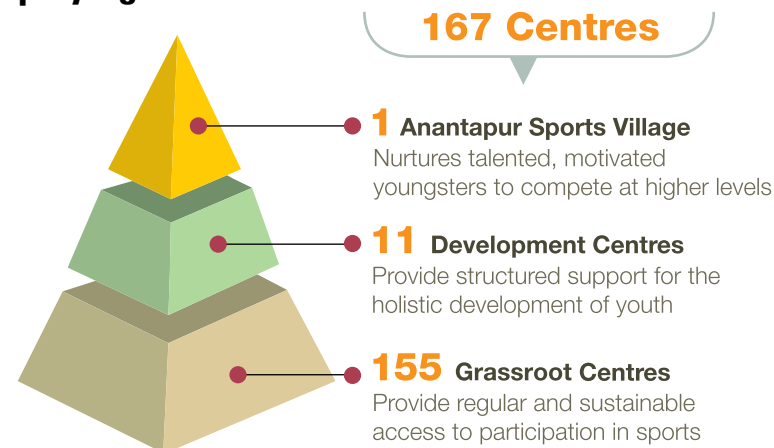 167 Centres
1 Anantapur Sports Village
Nurtures talented, motivated
youngsters to compete at higher levels
11 Development Centres
Provide structured support for the
holistic development of youth
155 Grassroot Centres
Provide regular and sustainable
access to participation in sports